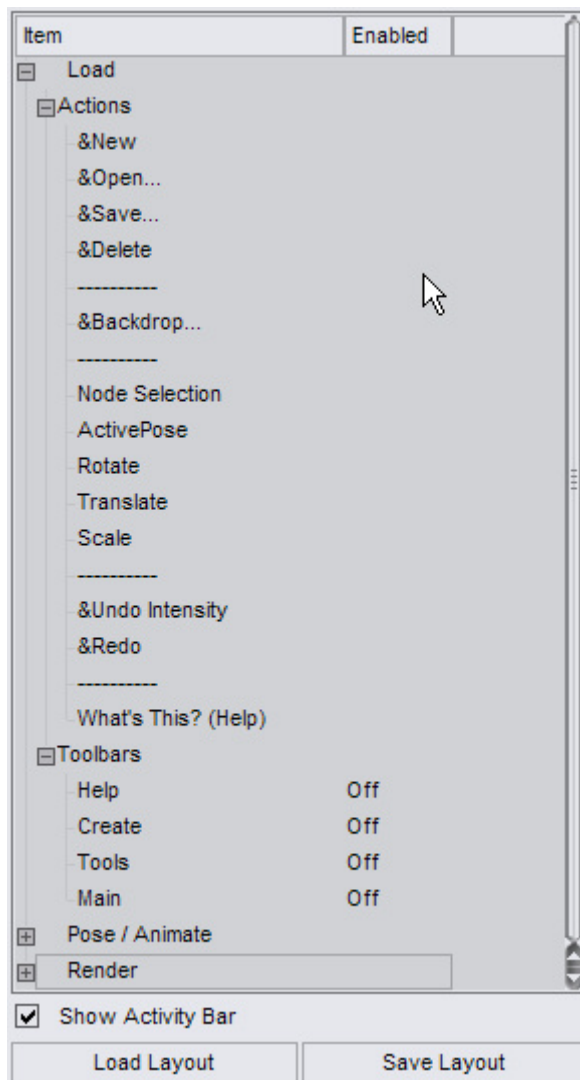 Item Enabled
Load
Actions
&New
&Open...
&Save...
&Delete
----------
&Backdrop...
----------
Node Selection
ActivePose
Rotate
Translate
Scale
----------
&Undo Intensity
&Redo
----------
What's This? (Help)
Toolbars
Help Off
Create Off
Tools Off
Main Off
Pose / Animate
Render
Show Activity Bar
Load Layout Save Layout